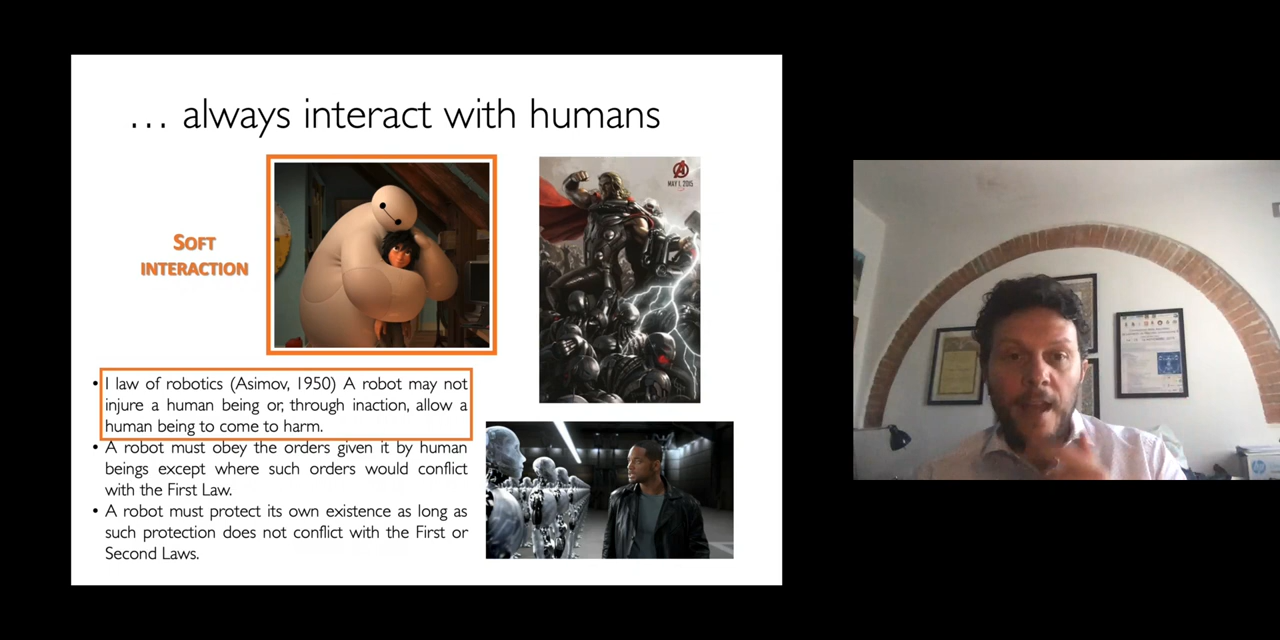 … always interact with humans
SOFT
INTERACTION
MAY 1, 2015
• I law of robotics (Asimov, 1950) A robot may not
injure a human being or, through inaction, allow a
human being to come to harm.
• A robot must obey the orders given it by human
beings except where such orders would conflict
with the First Law.
• A robot must protect its own existence as long as
such protection does not conflict with the First or
Second Laws.